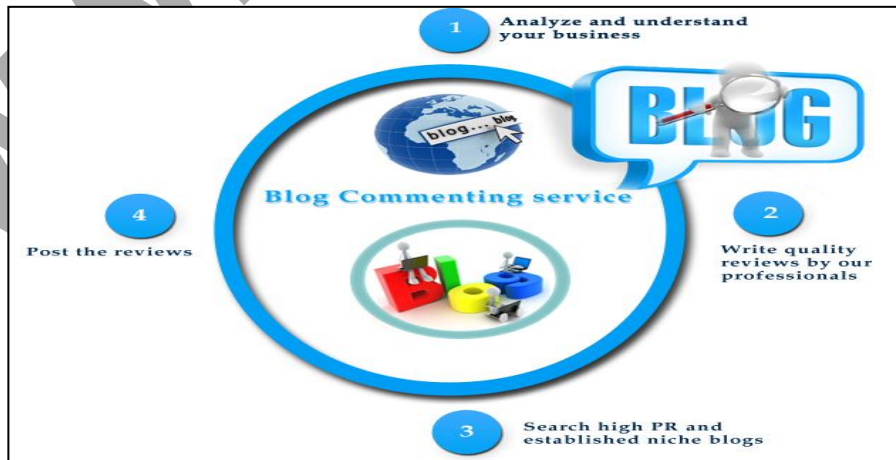 1
Analyze and understand
your business
BLOG
blog... blog
Blog Commenting service
4
Post the reviews
2
Write quality
reviews by our
professionals
Blog
3
Search high PR and
established niche blogs